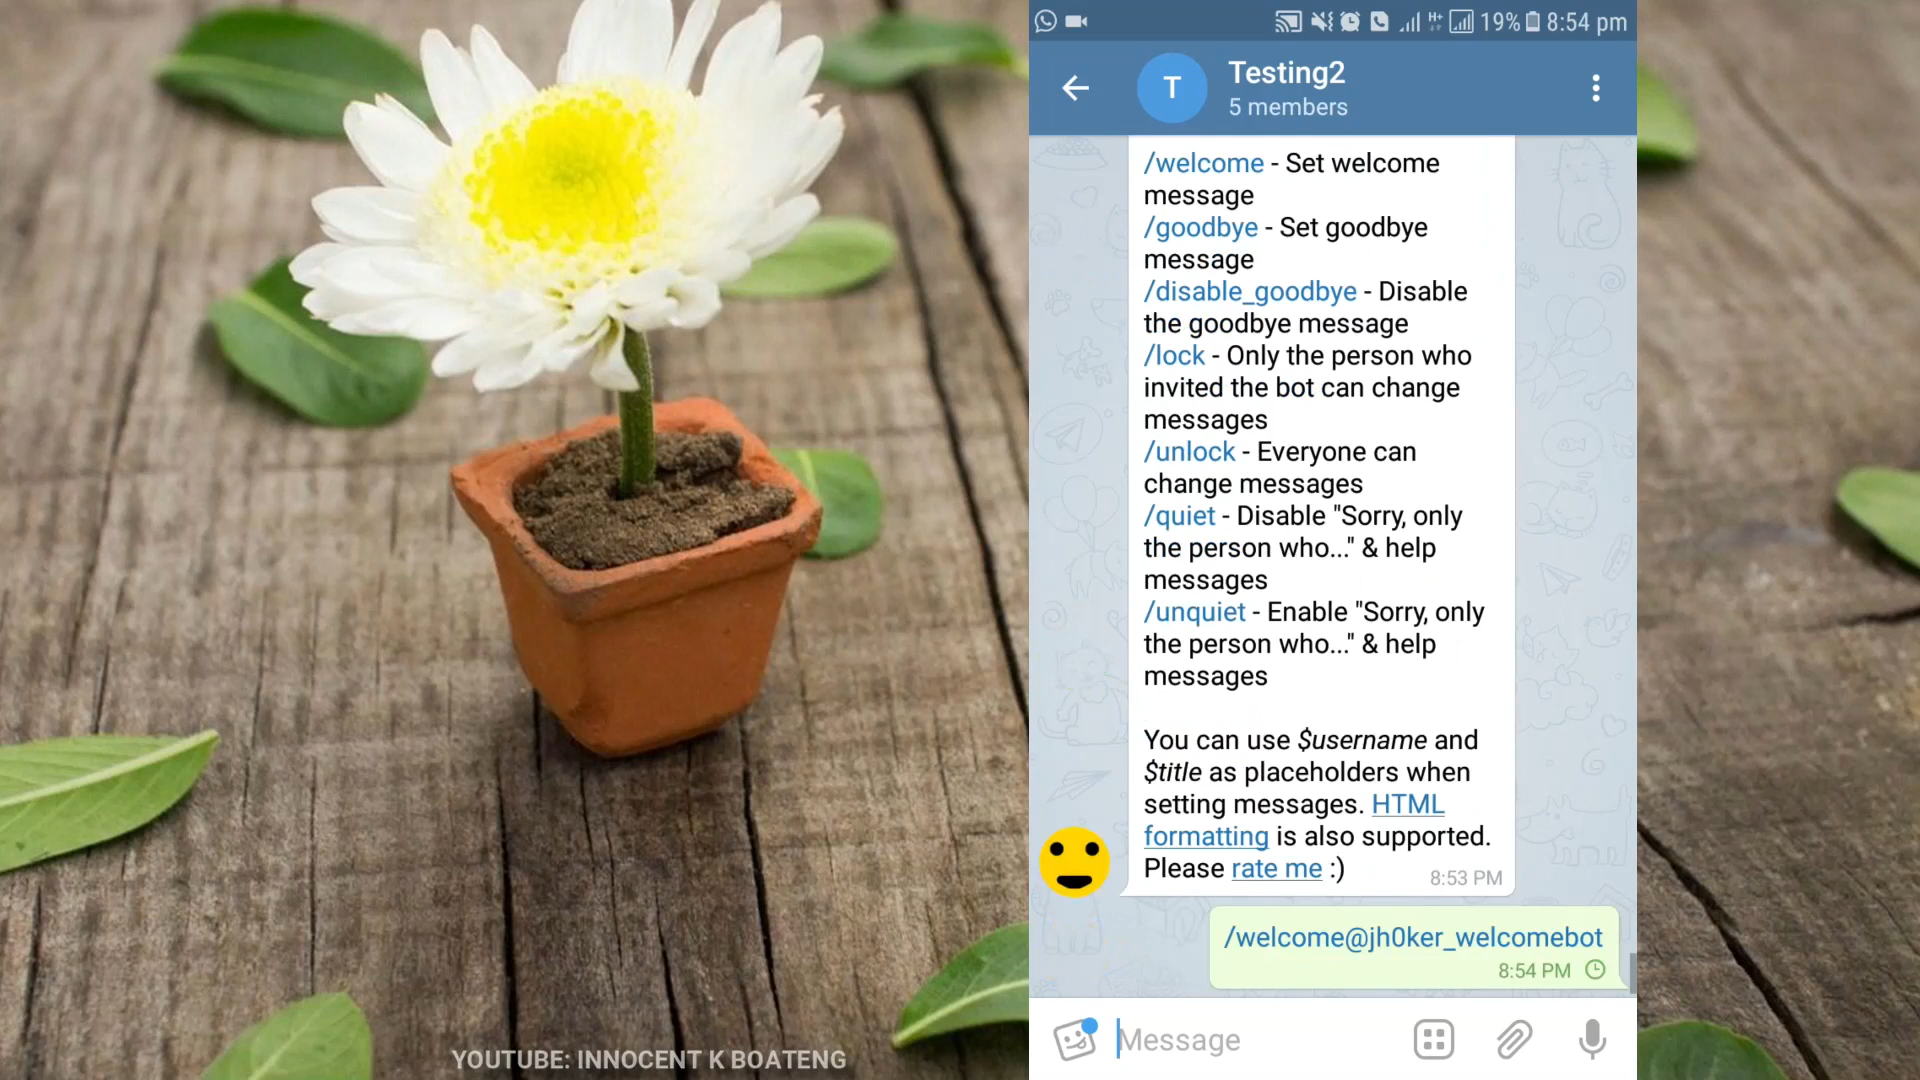 19% 8:54 pm
T
Testing2
5 members
/welcome - Set welcome
message
/goodbye - Set goodbye
message
/disable_goodbye - Disable
the goodbye message
/lock - Only the person who
invited the bot can change
messages
/unlock - Everyone can
change messages
/quiet - Disable "Sorry, only
the person who..." & help
messages
/unquiet - Enable "Sorry, only
the person who..." & help
messages
You can use $username and
$title as placeholders when
setting messages. HTML
formatting is also supported.
Please rate me :)
8:53 PM
/welcome@jh0ker_welcomebot
8:54 PM
Message
YOUTUBE: INNOCENT K BOATENG